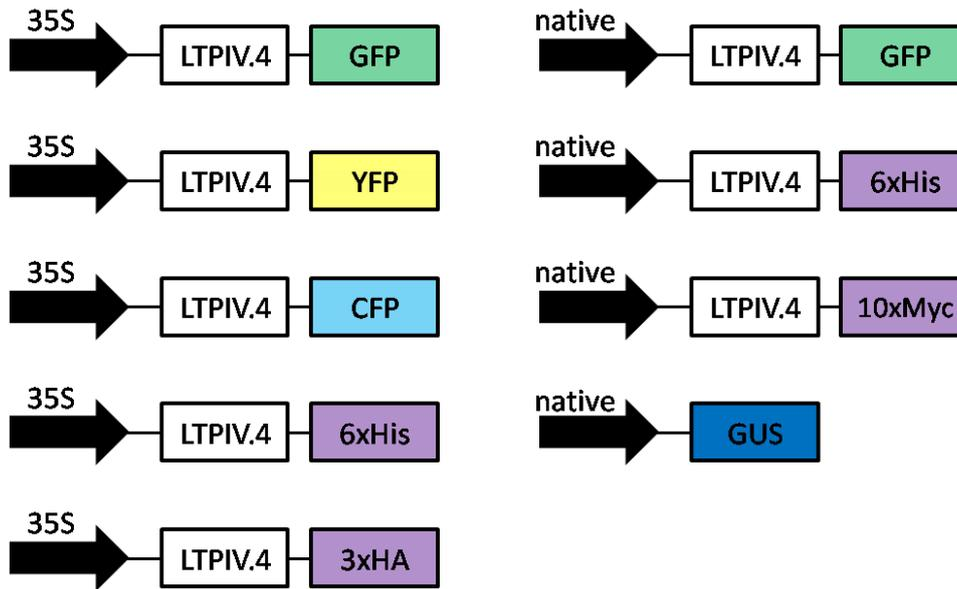 35S
LTPIV.4 GFP
35S
LTPIV.4 YFP
35S
LTPIV.4 CFP
35S
LTPIV.4 6xHis
35S
LTPIV.4 3xHA
native
LTPIV.4 GFP
native
LTPIV.4 6xHis
native
LTPIV.4 10xMyc
native
GUS